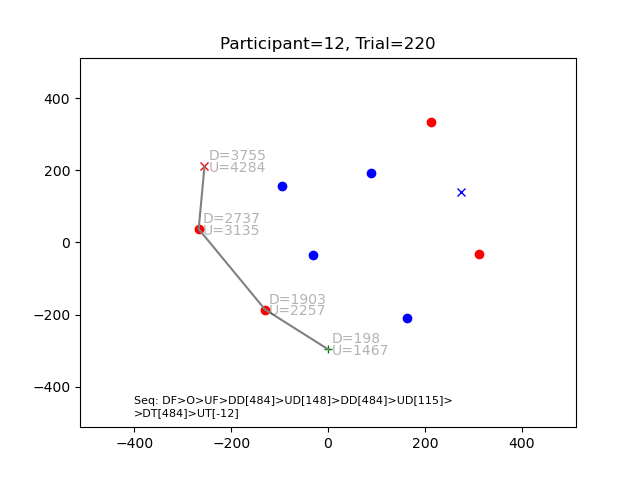 Participant=12, Trial=220
400
200
0
−200
−400
−400
−200
0
200
400
D=3755
U=4284
D=2737
U=3135
D=1903
U=2257
D=198
U=1467
Seq: DF>O>UF>DD[484]>UD[148]>DD[484]>UD[115]>
>DT[484]>UT[-12]